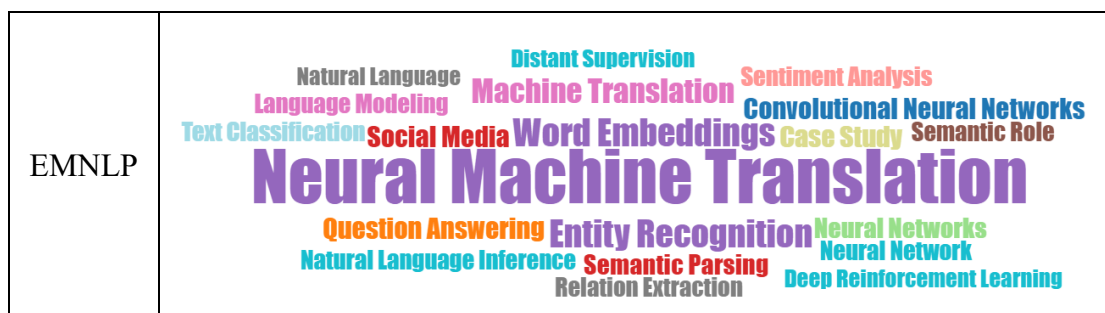 EMNLP
Distant Supervision
Natural Language
Machine Translation
Sentiment Analysis
Language Modeling
Convolutional Neural Networks
Text Classification
Social Media
Word Embeddings
Case Study
Semantic Role
Neural Machine Translation
Question Answering
Entity Recognition
Neural Networks
Neural Network
Natural Language Inference
Semantic Parsing
Deep Reinforcement Learning
Relation Extraction